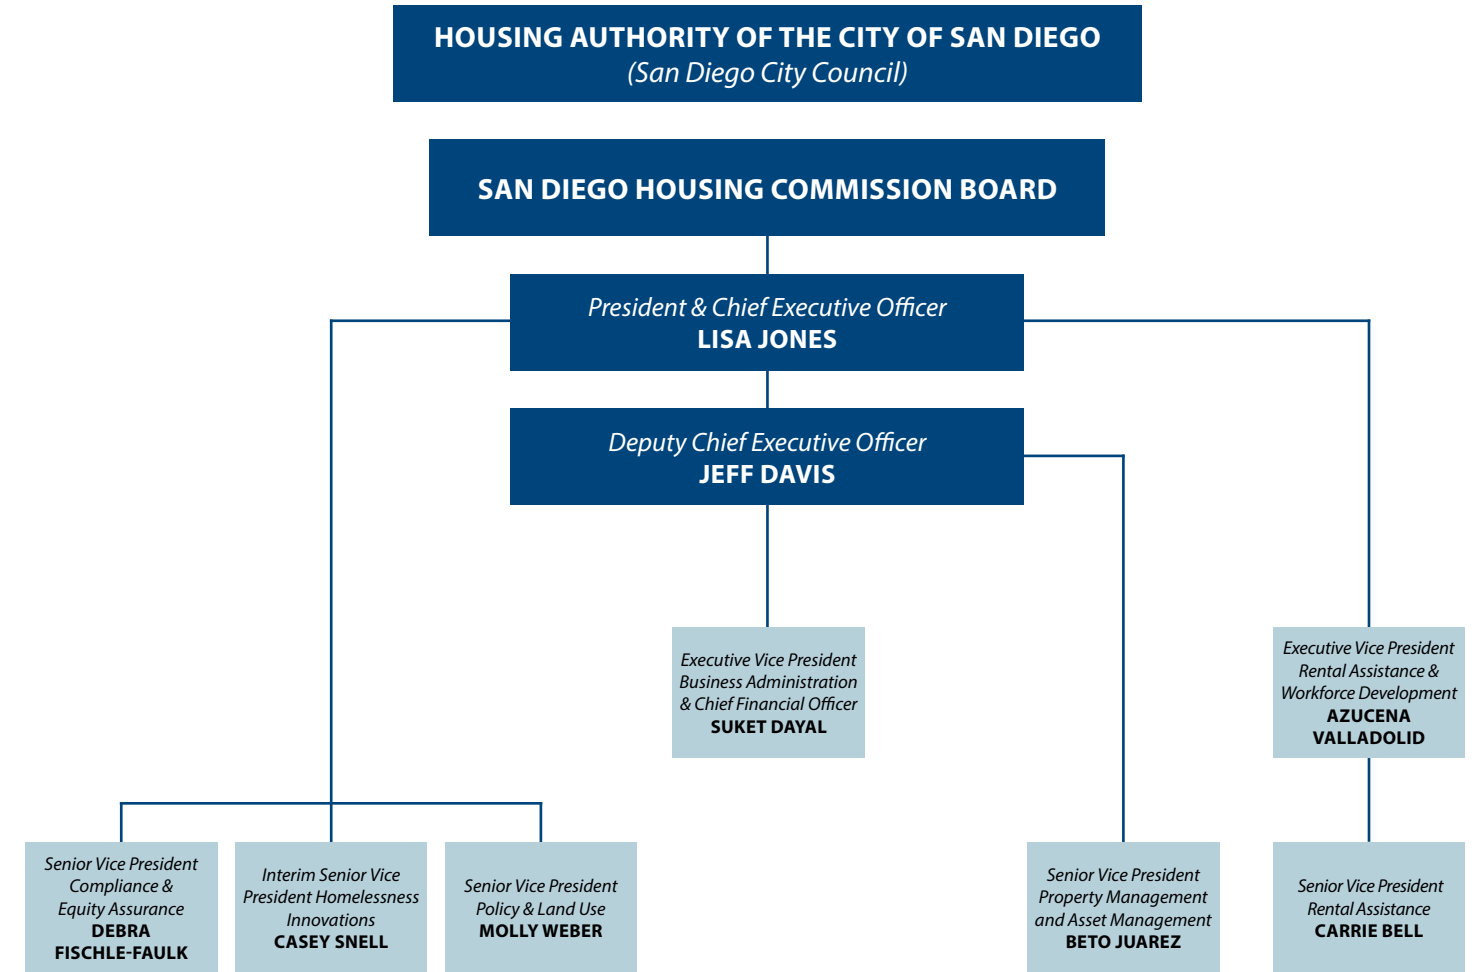 HOUSING AUTHORITY OF THE CITY OF SAN DIEGO
(San Diego City Council)
SAN DIEGO HOUSING COMMISSION BOARD
President & Chief Executive Officer
LISA JONES
Deputy Chief Executive Officer
JEFF DAVIS
Executive Vice President
Business Administration
& Chief Financial Officer
SUKET DAYAL
Executive Vice President
Rental Assistance &
Workforce Development
AZUCENA
VALLADOLID
Senior Vice President
Compliance &
Equity Assurance
DEBRA
FISCHLE-FAULK
Interim Senior Vice
President Homelessness
Innovations
CASEY SNELL
Senior Vice President
Policy & Land Use
MOLLY WEBER
Senior Vice President
Property Management
and Asset Management
BETO JUAREZ
Senior Vice President
Rental Assistance
CARRIE BELL